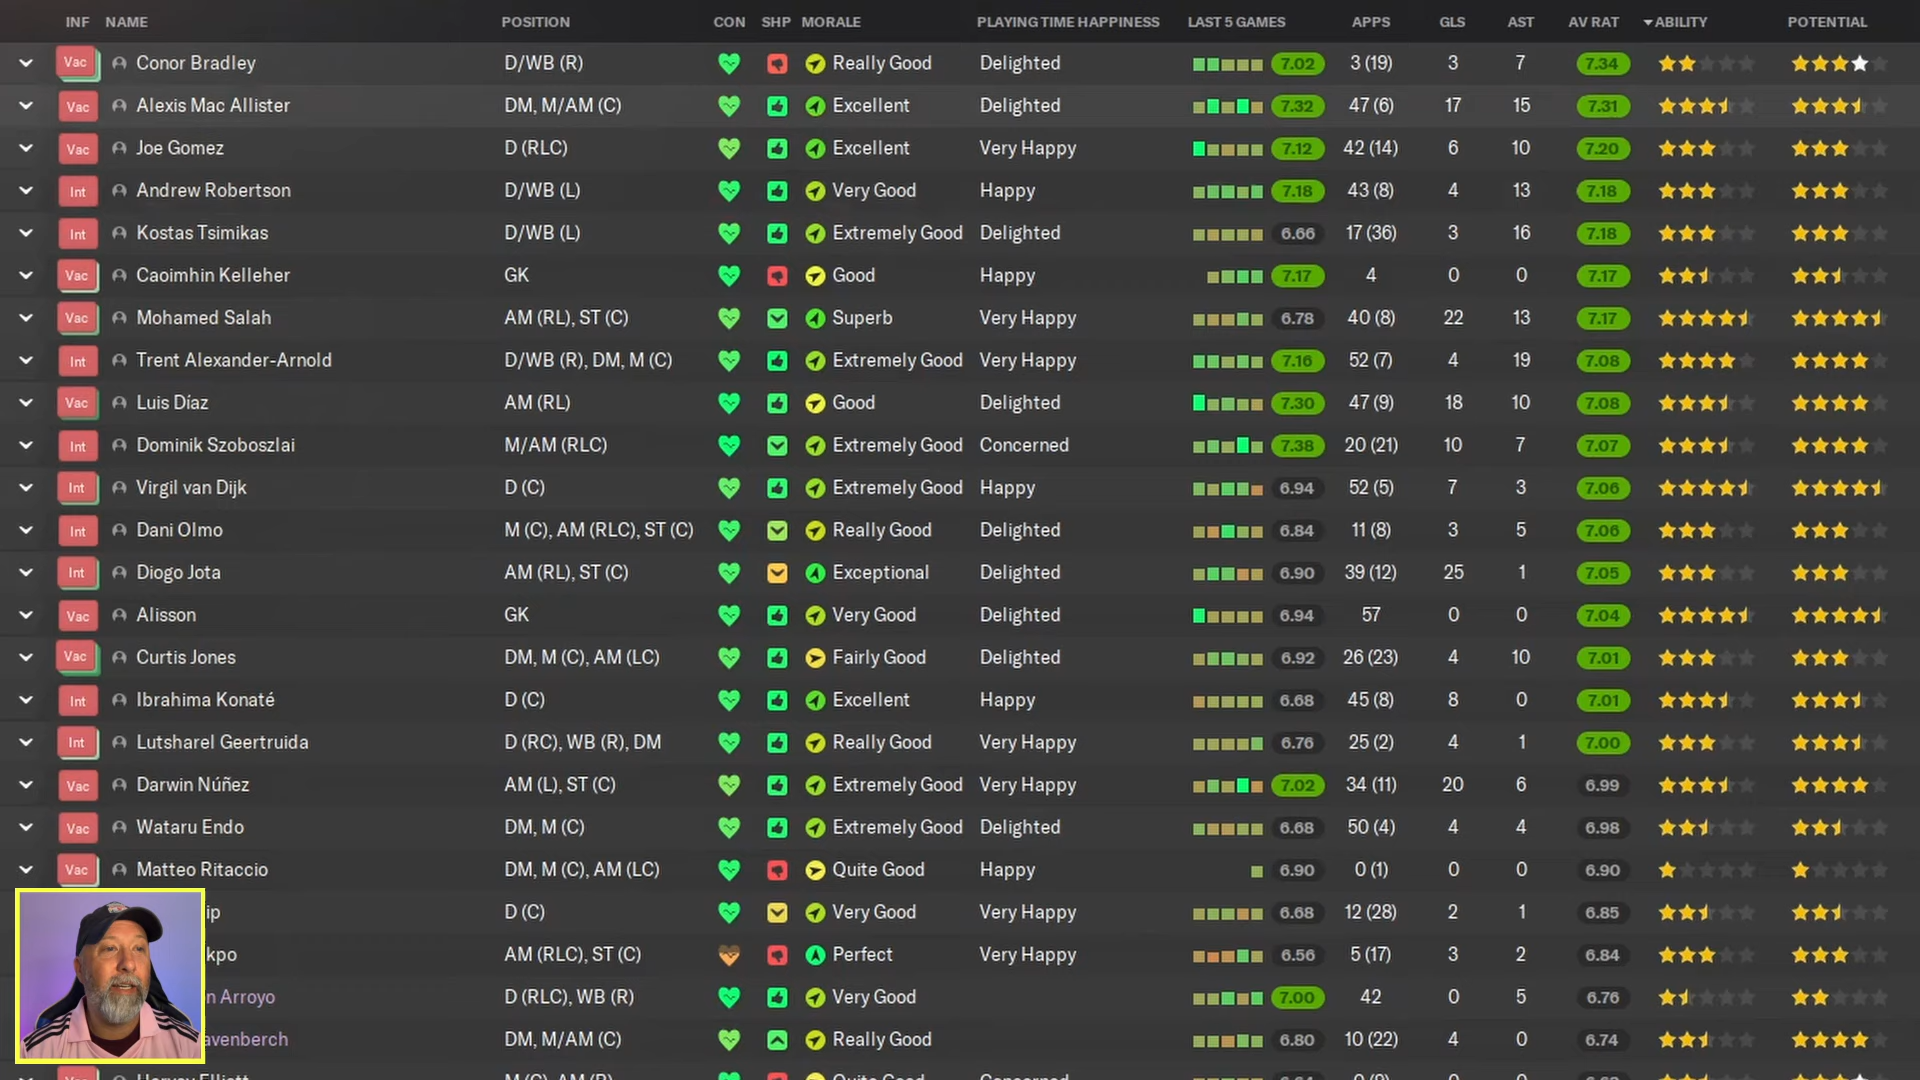 INF NAME POSITION CON SHP MORALE PLAYING TIME HAPPINESS LAST 5 GAMES APPS GLS AST AV RAT ABILITY POTENTIAL
Vac Conor Bradley D/WB (R) Really Good Delighted 7.02 3 (19) 3 7 7.34
Vac Alexis Mac Allister DM, M/AM (C) Excellent Delighted 7.32 47 (6) 17 15 7.31
Vac Joe Gomez D (RLC) Excellent Very Happy 7.12 42 (14) 6 10 7.20
Int Andrew Robertson D/WB (L) Very Good Happy 7.18 43 (8) 4 13 7.18
Int Kostas Tsimikas D/WB (L) Extremely Good Delighted 6.66 17 (36) 3 16 7.18
Vac Caoimhin Kelleher GK Good Happy 7.17 4 0 0 7.17
Vac Mohamed Salah AM (RL), ST (C) Superb Very Happy 6.78 40 (8) 22 13 7.17
Int Trent Alexander-Arnold D/WB (R), DM, M (C) Extremely Good Very Happy 7.16 52 (7) 4 19 7.08
Vac Luis Díaz AM (RL) Good Delighted 7.30 47 (9) 18 10 7.08
Int Dominik Szoboszlai M/AM (RLC) Extremely Good Concerned 7.38 20 (21) 10 7 7.07
Int Virgil van Dijk D (C) Extremely Good Happy 6.94 52 (5) 7 3 7.06
Int Dani Olmo M (C), AM (RLC), ST (C) Really Good Delighted 6.84 11 (8) 3 5 7.06
Int Diogo Jota AM (RL), ST (C) Exceptional Delighted 6.90 39 (12) 25 1 7.05
Vac Alisson GK Very Good Delighted 6.94 57 0 0 7.04
Vac Curtis Jones DM, M (C), AM (LC) Fairly Good Delighted 6.92 26 (23) 4 10 7.01
Int Ibrahima Konaté D (C) Excellent Happy 6.68 45 (8) 8 0 7.01
Int Lutsharel Geertruida D (RC), WB (R), DM Really Good Very Happy 6.76 25 (2) 4 1 7.00
Vac Darwin Núñez AM (L), ST (C) Extremely Good Very Happy 7.02 34 (11) 20 6 6.99
Vac Wataru Endo DM, M (C) Extremely Good Delighted 6.68 50 (4) 4 4 6.98
Vac Matteo Ritaccio DM, M (C), AM (LC) Quite Good Happy 6.90 0 (1) 0 0 6.90
ip D (C) Very Good Very Happy 6.68 12 (28) 2 1 6.85
kpo AM (RLC), ST (C) Perfect Very Happy 6.56 5 (17) 3 2 6.84
n Arroyo D (RLC), WB (R) Very Good 7.00 42 0 5 6.76
avenberch DM, M/AM (C) Really Good 6.80 10 (22) 4 0 6.74